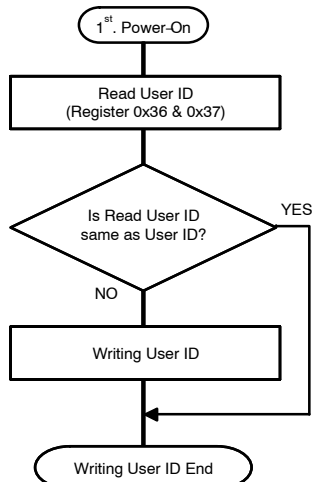 1st. Power-On
Read User ID
(Register 0x36 & 0x37)
Is Read User ID
same as User ID?
YES
NO
Writing User ID
Writing User ID End